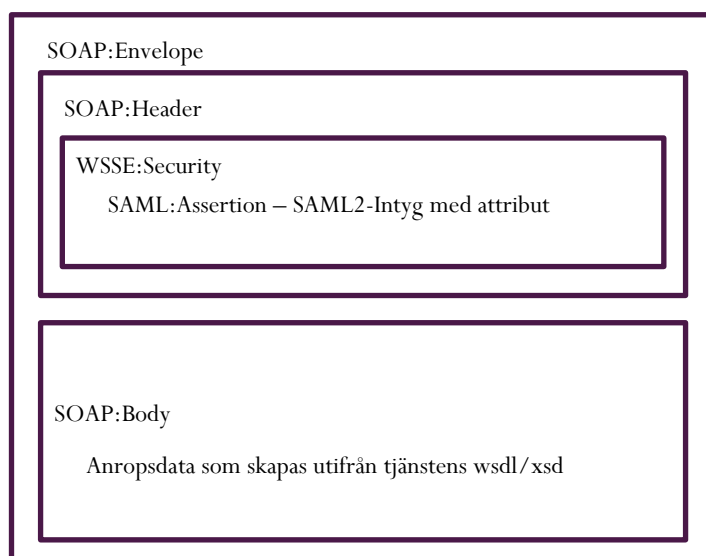 SOAP:Envelope
SOAP:Header
WSSE:Security
SAML:Assertion – SAML2-Intyg med attribut
SOAP:Body
Anropsdata som skapas utifrån tjänstens wsdl/xsd